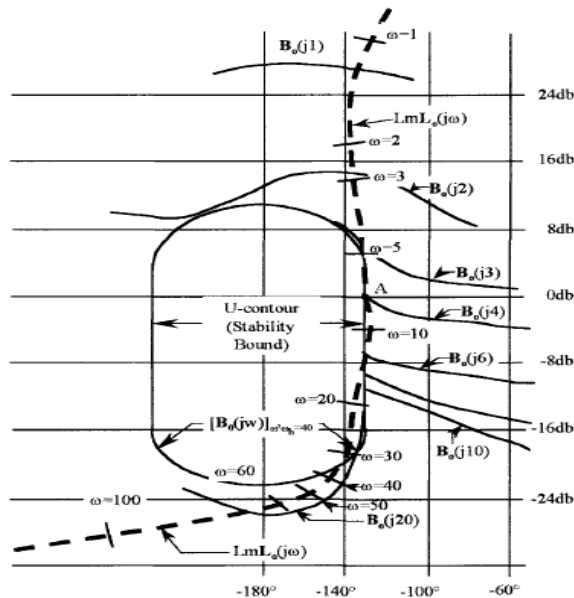 ω=1
B₀(j1)
24db
LmL₀(jω)
ω=2
16db
ω=3
B₀(j2)
8db
ω=5
B₀(j3)
A
0db
U-contour
(Stability
Bound)
B₀(j4)
ω=10
-8db
B₀(j6)
ω=20
[B₀(jw)]ω>ωh=40
-16db
B₀(j10)
ω=30
ω=60
ω=40
ω=100
ω=50
-24db
B₀(j20)
LmL₀(jω)
-180° -140° -100° -60°